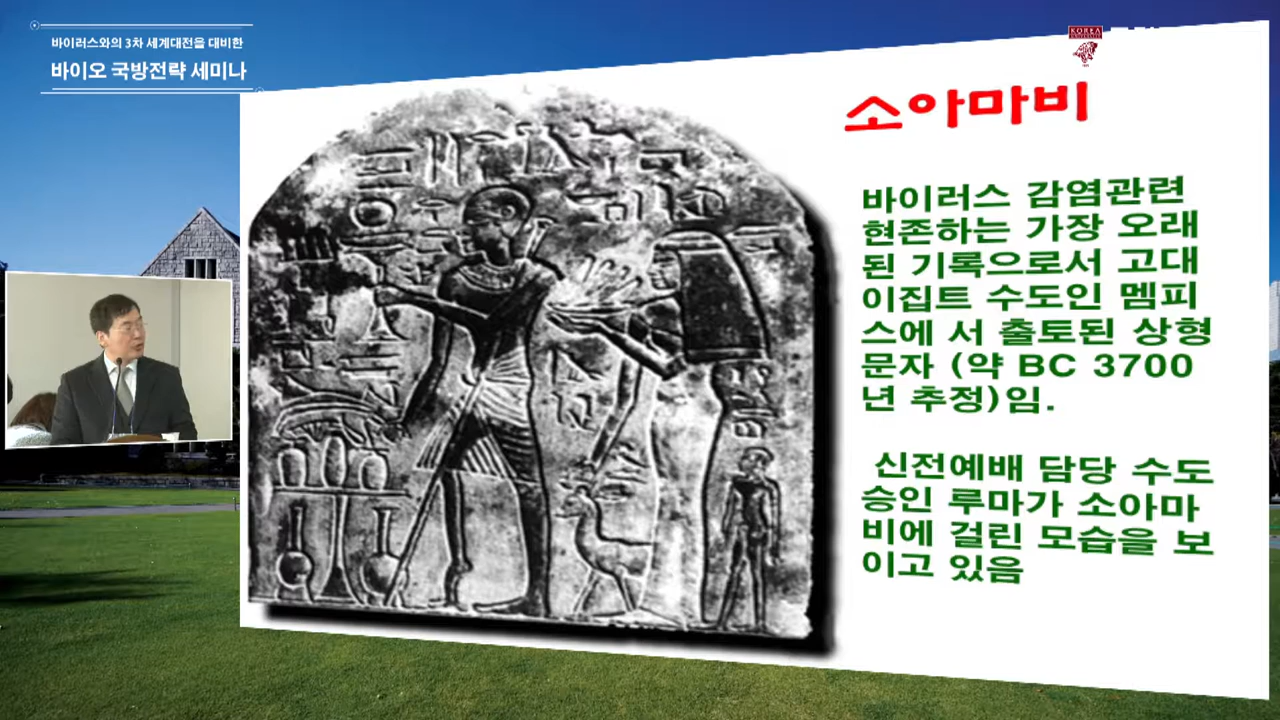 바이러스와의 3차 세계대전을 대비한
바이오 국방전략 세미나
KOREA
소아마비
바이러스 감염관련
현존하는 가장 오래
된 기록으로서 고대
이집트 수도인 멤피
스에 서 출토된 상형
문자 (약 BC 3700
년 추정)임.
신전예배 담당 수도
승인 루마가 소아마
비에 걸린 모습을 보
이고 있음